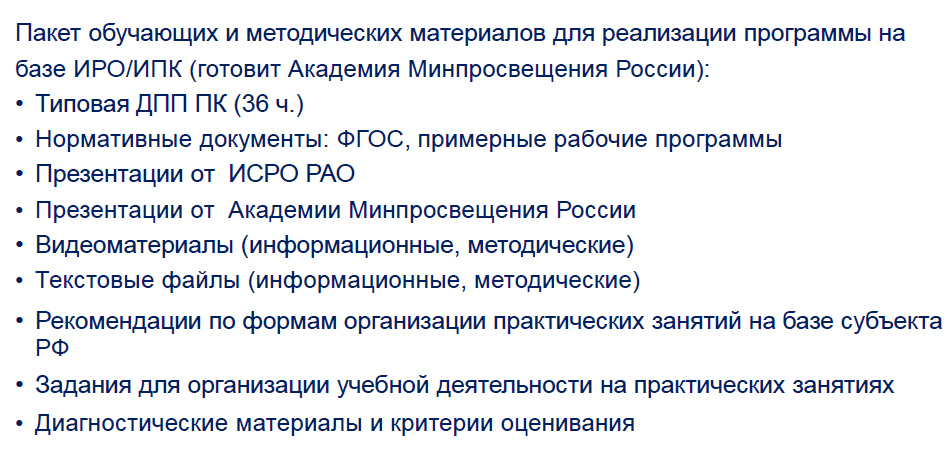 Пакет обучающих и методических материалов для реализации программы на
базе ИРО/ИПК (готовит Академия Минпросвещения России):
• Типовая ДПП ПК (36 ч.)
• Нормативные документы: ФГОС, примерные рабочие программы
• Презентации от  ИСРО РАО
• Презентации от  Академии Минпросвещения России
• Видеоматериалы (информационные, методические)
• Текстовые файлы (информационные, методические)
• Рекомендации по формам организации практических занятий на базе субъекта
РФ
• Задания для организации учебной деятельности на практических занятиях
• Диагностические материалы и критерии оценивания